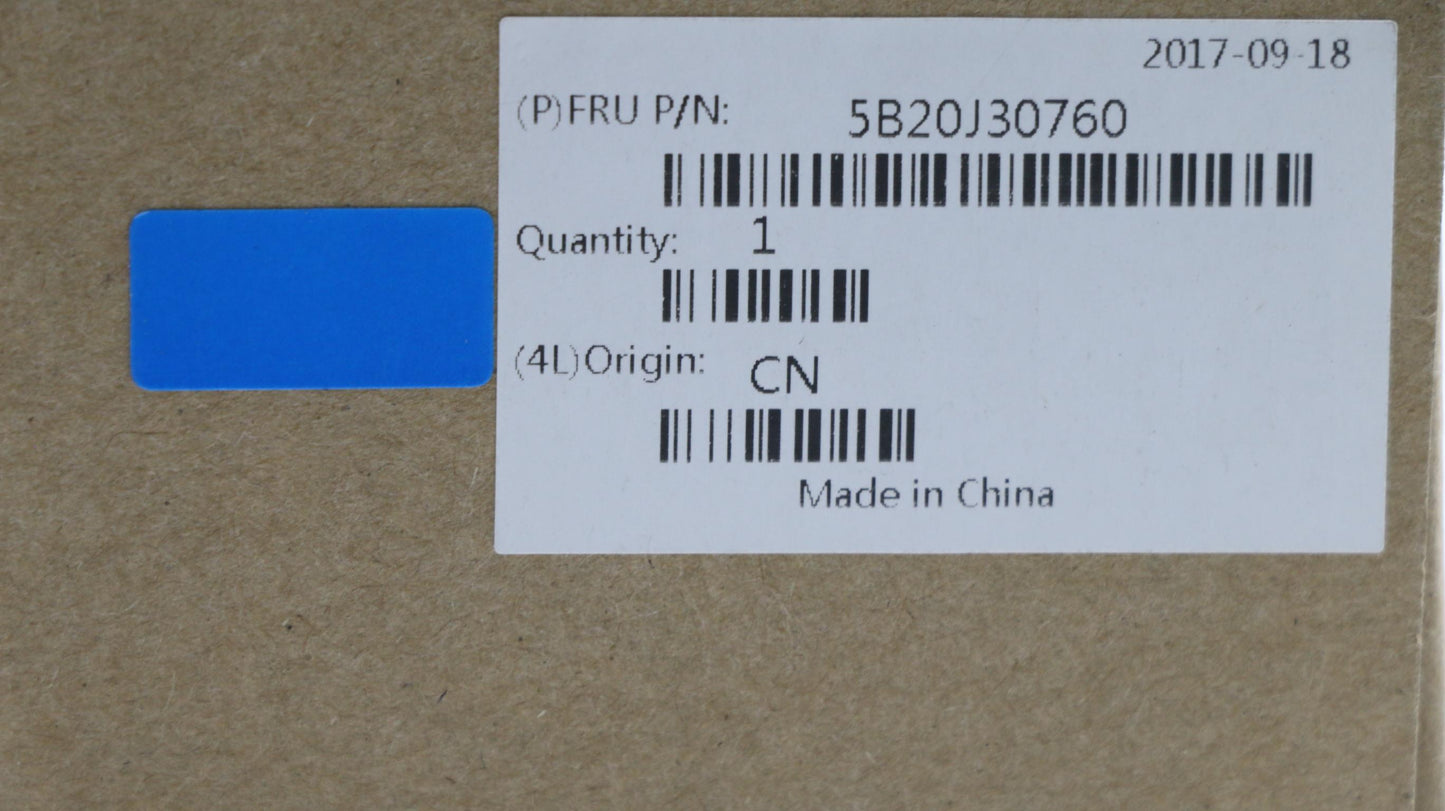 2017-09-18
(P)FRU P/N: 5B20J30760
Quantity: 1
(4L)Origin: CN
Made in China